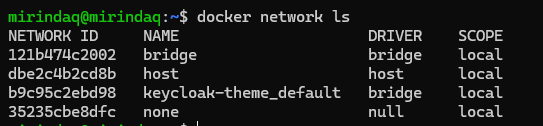 mirindaq@mirindaq:~$ docker network ls
NETWORK ID     NAME                     DRIVER    SCOPE
121b474c2002   bridge                   bridge    local
dbe2c4b2cd8b   host                     host      local
b9c95c2ebd98   keycloak-theme_default   bridge    local
35235cbe8dfc   none                     null      local